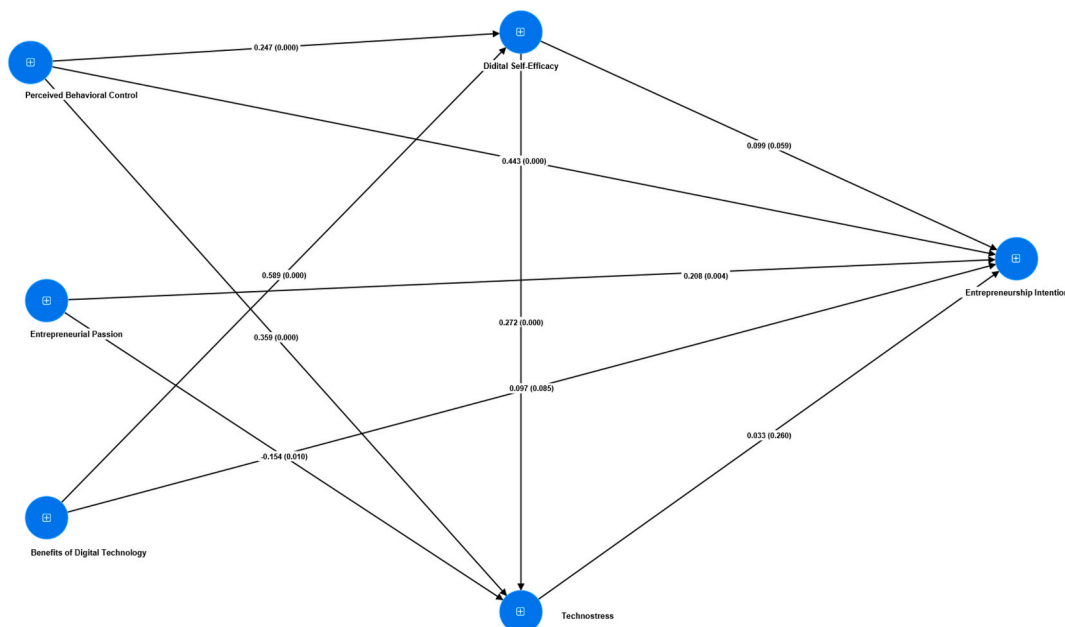 0.247 (0.000)
Didital Self-Efficacy
Perceived Behavioral Control
0.099 (0.059)
0.443 (0.000)
0.589 (0.000)
0.208 (0.004)
Entrepreneurship Intention
0.272 (0.000)
Entrepreneurial Passion
0.359 (0.000)
0.097 (0.085)
0.033 (0.260)
-0.154 (0.010)
Benefits of Digital Technology
Technostress